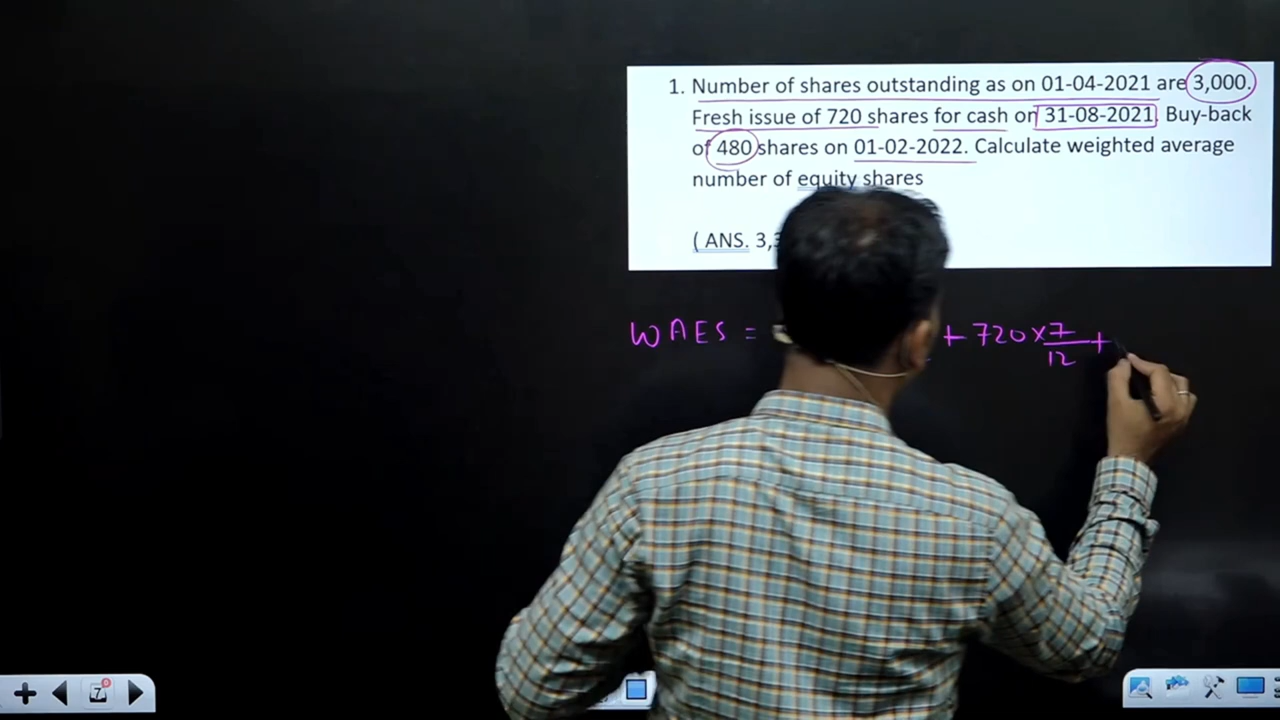 1. Number of shares outstanding as on 01-04-2021 are 3,000.
Fresh issue of 720 shares for cash on 31-08-2021. Buy-back
of 480 shares on 01-02-2022. Calculate weighted average
number of equity shares
( ANS. 3,3
WAES = + 720 × 7/12 +
7